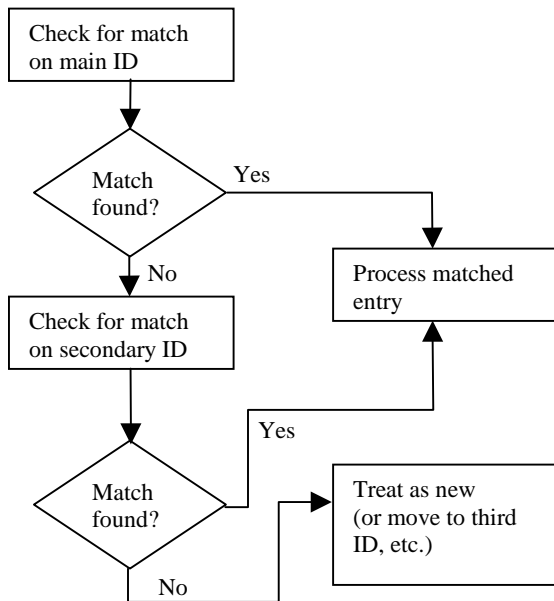 Check for match
on main ID
Match
found?
Yes
No
Process matched
entry
Check for match
on secondary ID
Match
found?
Yes
No
Treat as new
(or move to third
ID, etc.)